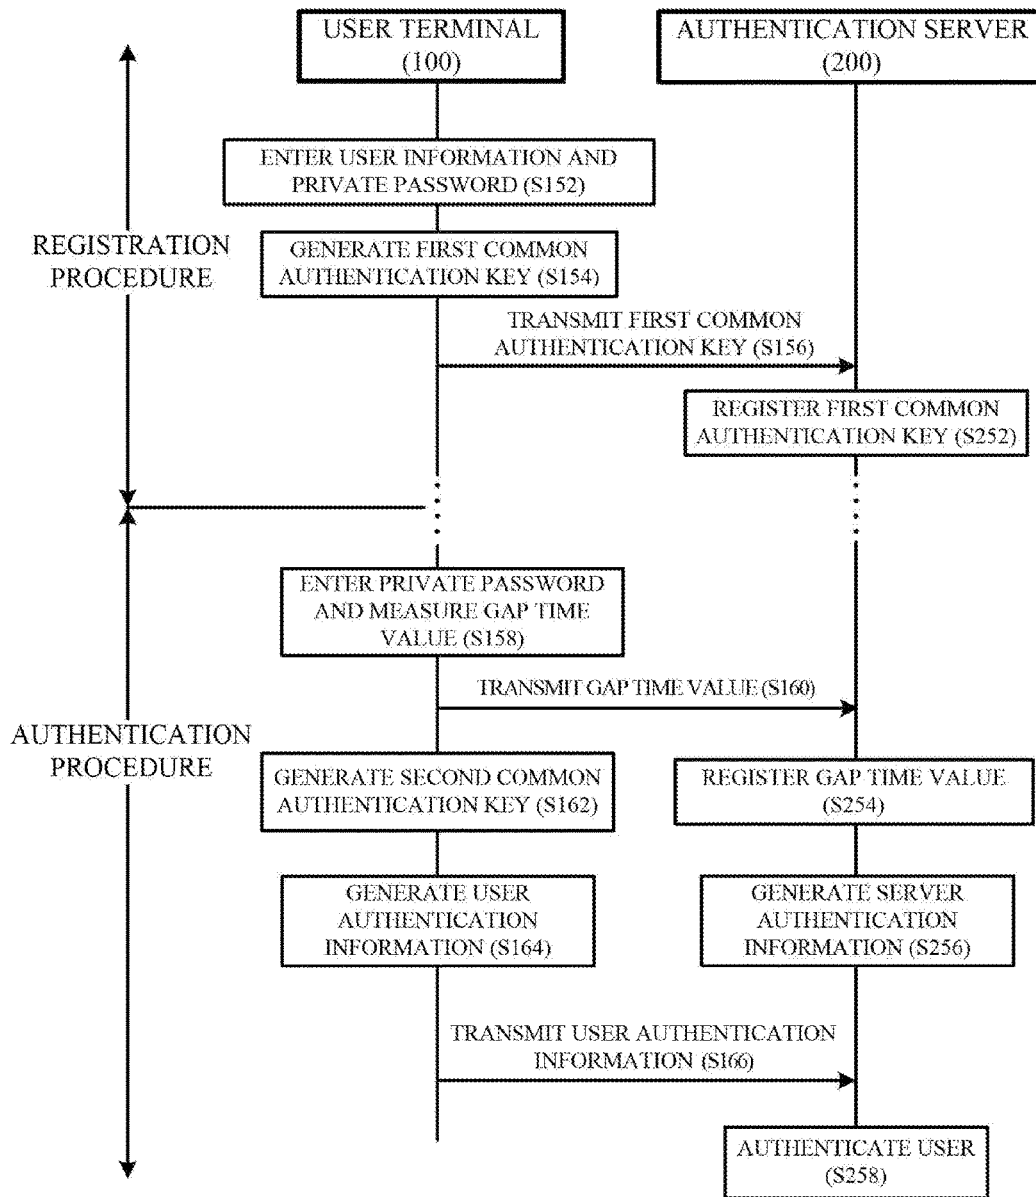 USER TERMINAL
(100)
AUTHENTICATION SERVER
(200)
ENTER USER INFORMATION AND
PRIVATE PASSWORD (S152)
REGISTRATION
PROCEDURE
GENERATE FIRST COMMON
AUTHENTICATION KEY (S154)
TRANSMIT FIRST COMMON
AUTHENTICATION KEY (S156)
REGISTER FIRST COMMON
AUTHENTICATION KEY (S252)
ENTER PRIVATE PASSWORD
AND MEASURE GAP TIME
VALUE (S158)
TRANSMIT GAP TIME VALUE (S160)
AUTHENTICATION
PROCEDURE
GENERATE SECOND COMMON
AUTHENTICATION KEY (S162)
REGISTER GAP TIME VALUE
(S254)
GENERATE USER
AUTHENTICATION
INFORMATION (S164)
GENERATE SERVER
AUTHENTICATION
INFORMATION (S256)
TRANSMIT USER AUTHENTICATION
INFORMATION (S166)
AUTHENTICATE USER
(S258)